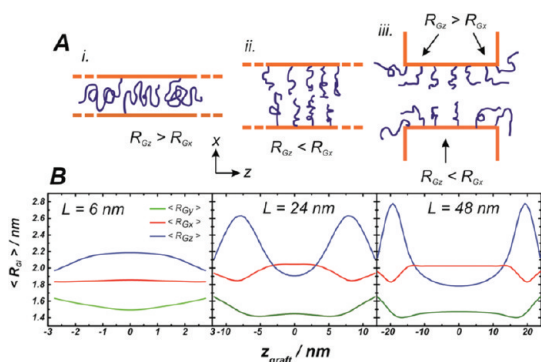 A
i.
ii.
iii.
R_Gz > R_Gx
R_Gz > R_Gx
R_Gz < R_Gx
R_Gz < R_Gx
x
z
B
L = 6 nm
L = 24 nm
L = 48 nm
< R_Gy >
< R_Gx >
< R_Gz >
< R_Gi > / nm
2.8
2.6
2.4
2.2
2.0
1.8
1.6
1.4
-3 -2 -1 0 1 2 3
-10 -5 0 5 10
-20 -10 0 10 20
z_graft / nm